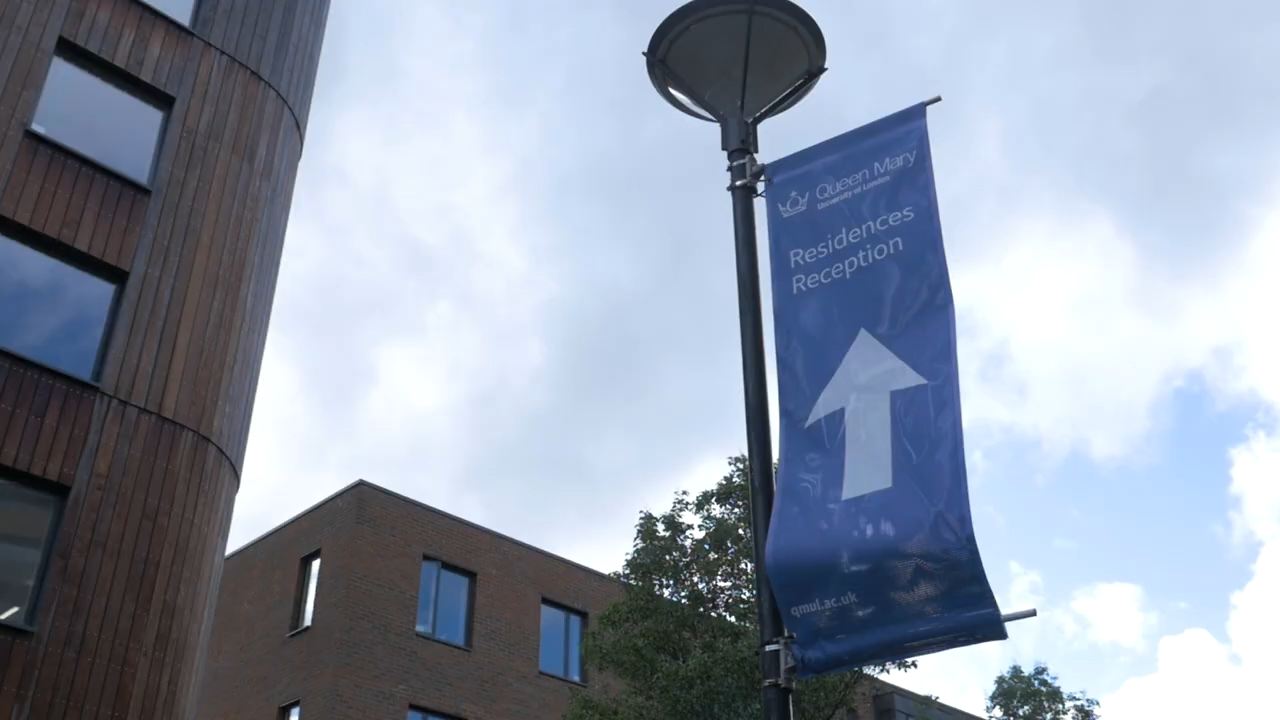 Queen Mary
University of London
Residences
Reception
qmul.ac.uk